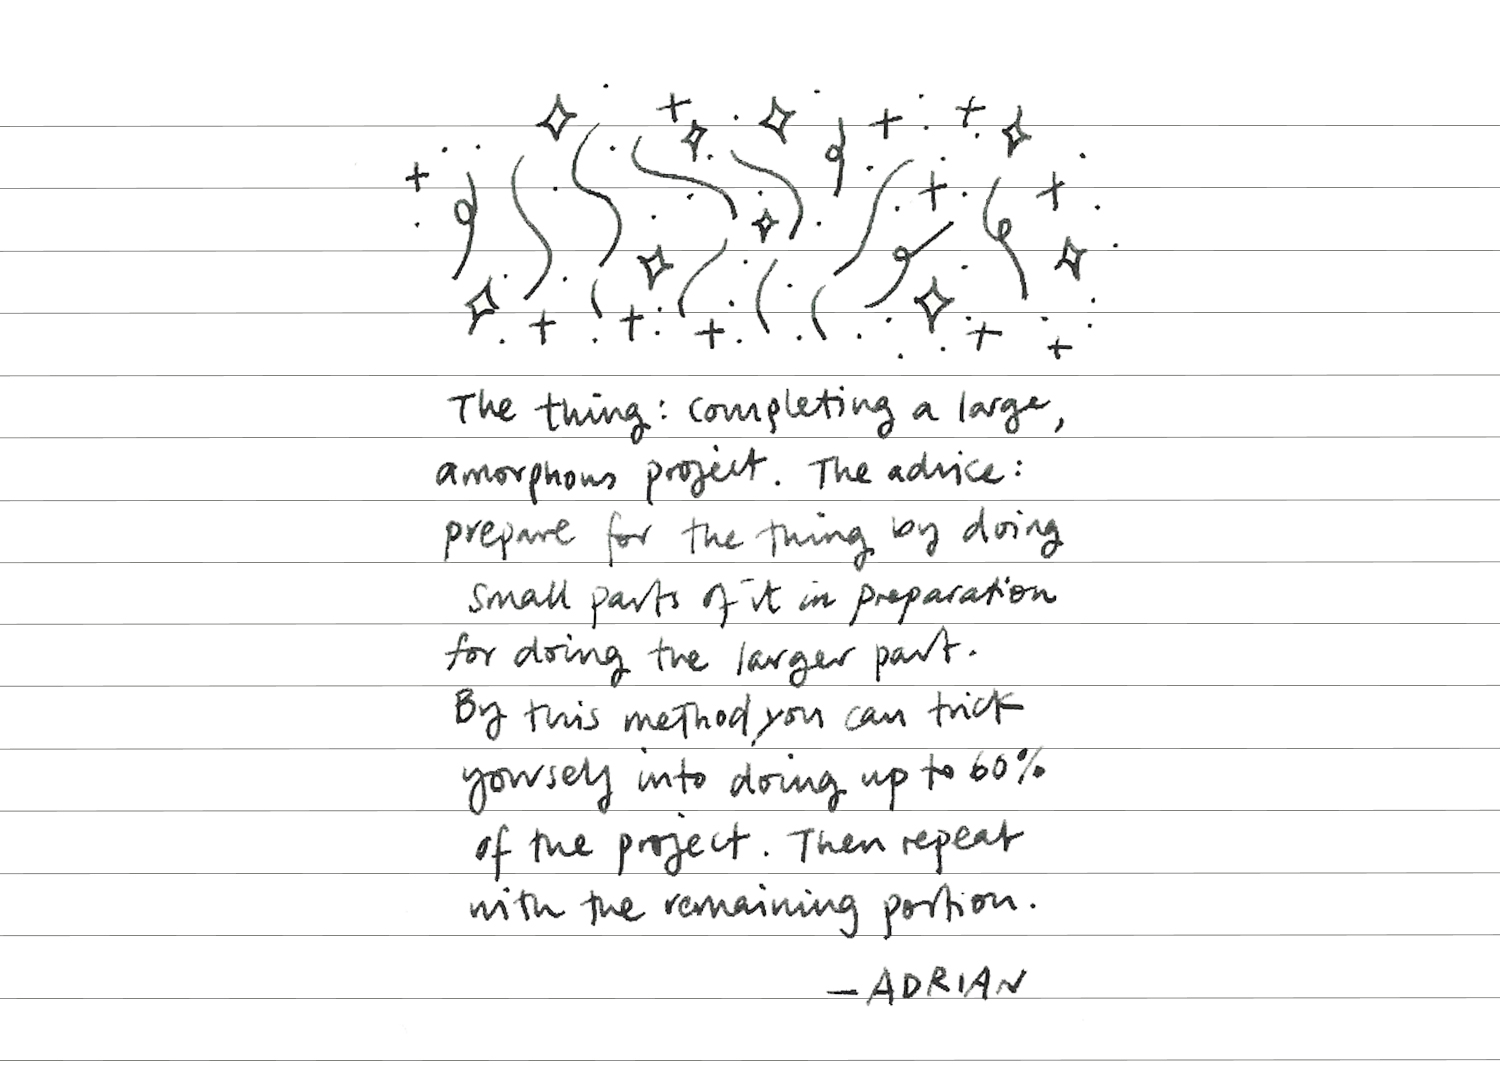 The thing: completing a large,
amorphous project. The advice:
prepare for the thing by doing
small parts of it in preparation
for doing the larger part.
By this method, you can trick
yourself into doing up to 60%
of the project. Then repeat
with the remaining portion.
—ADRIAN